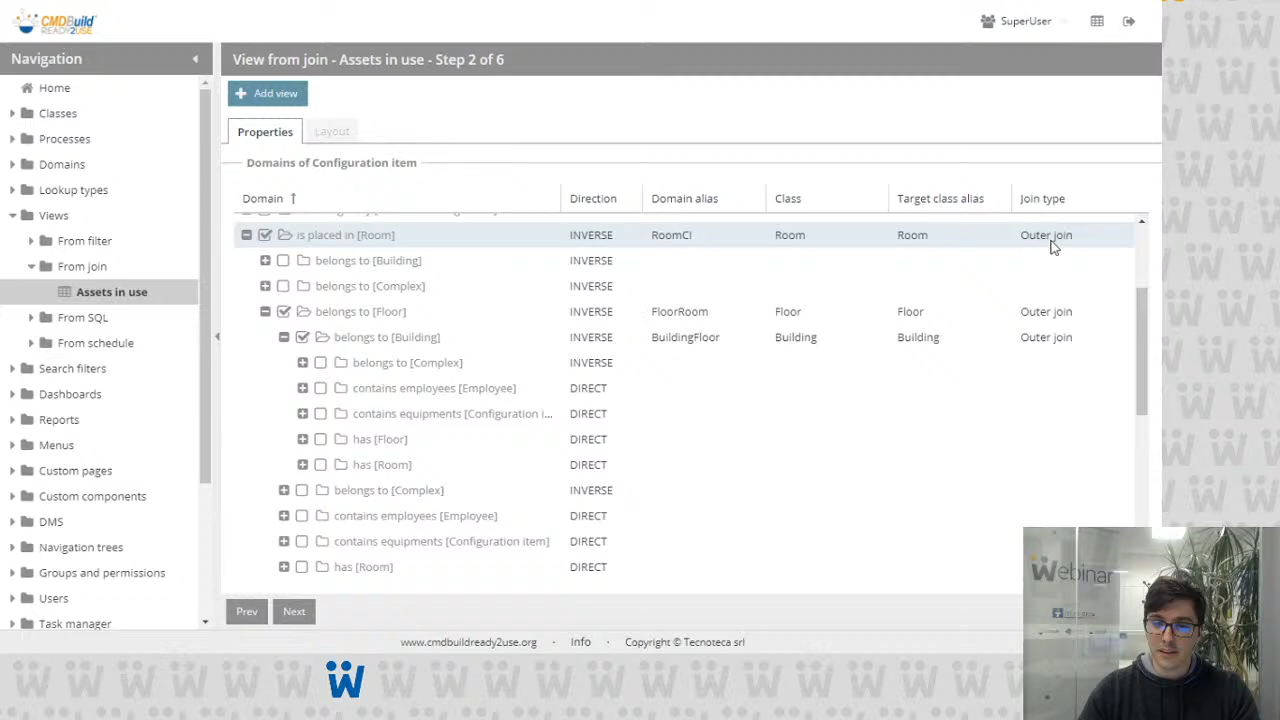 CMDBuild
READY2USE
SuperUser
Navigation
View from join - Assets in use - Step 2 of 6
Home
Classes
Processes
Domains
Lookup types
Views
From filter
From join
Assets in use
From SQL
From schedule
Search filters
Dashboards
Reports
Menus
Custom pages
Custom components
DMS
Navigation trees
Groups and permissions
Users
Task manager
Add view
Properties
Layout
Domains of Configuration item
Domain Direction Domain alias Class Target class alias Join type
is placed in [Room] INVERSE RoomCI Room Room Outer join
belongs to [Building] INVERSE
belongs to [Complex] INVERSE
belongs to [Floor] INVERSE FloorRoom Floor Floor Outer join
belongs to [Building] INVERSE BuildingFloor Building Building Outer join
belongs to [Complex] INVERSE
contains employees [Employee] DIRECT
contains equipments [Configuration i... DIRECT
has [Floor] DIRECT
has [Room] DIRECT
belongs to [Complex] INVERSE
contains employees [Employee] DIRECT
contains equipments [Configuration item] DIRECT
has [Room] DIRECT
Prev Next
www.cmdbuildready2use.org · Info · Copyright © Tecnoteca srl
Webinar